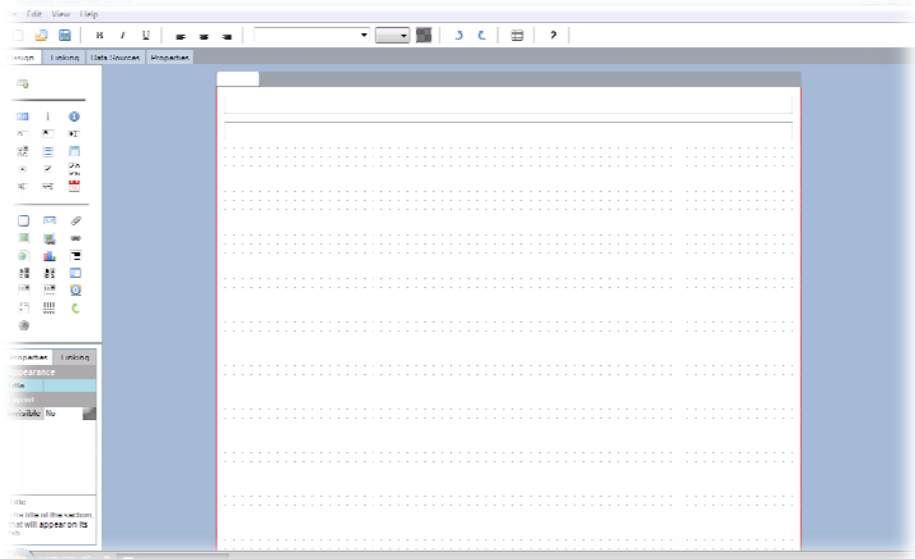 Edit View Help
B I U ?
Design Linking Data Sources Properties
Properties Linking
Appearance
Title
Layout
Invisible No
Title
The title of the section,
that will appear on its